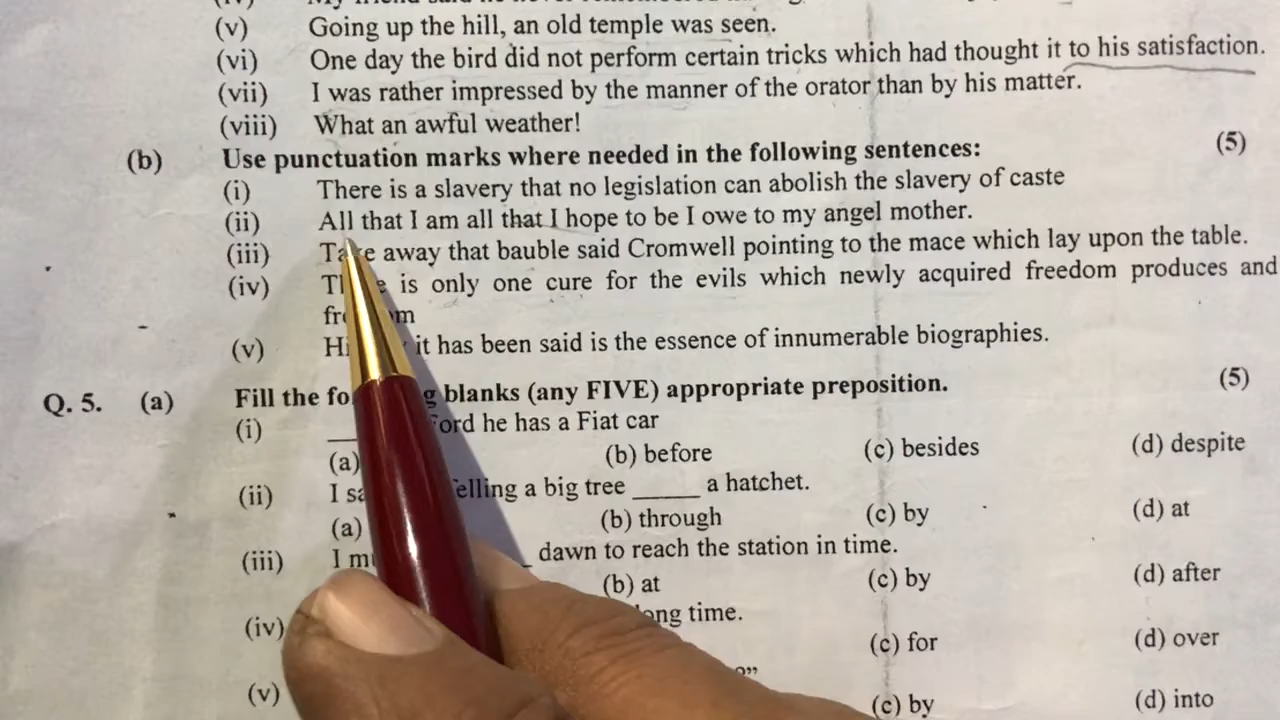 (v) Going up the hill, an old temple was seen.
(vi) One day the bird did not perform certain tricks which had thought it to his satisfaction.
(vii) I was rather impressed by the manner of the orator than by his matter.
(viii) What an awful weather!
(b) Use punctuation marks where needed in the following sentences: (5)
(i) There is a slavery that no legislation can abolish the slavery of caste
(ii) All that I am all that I hope to be I owe to my angel mother.
(iii) Take away that bauble said Cromwell pointing to the mace which lay upon the table.
(iv) is only one cure for the evils which newly acquired freedom produces and
(v) it has been said is the essence of innumerable biographies.
Q. 5. (a) Fill the blanks (any FIVE) appropriate preposition. (5)
(i) he has a Fiat car
(a) (b) before (c) besides (d) despite
(ii) I a big tree _____ a hatchet.
(a) (b) through (c) by (d) at
(iii) I dawn to reach the station in time.
(b) at (c) by (d) after
(iv) time.
(c) for (d) over
(v)
(c) by (d) into